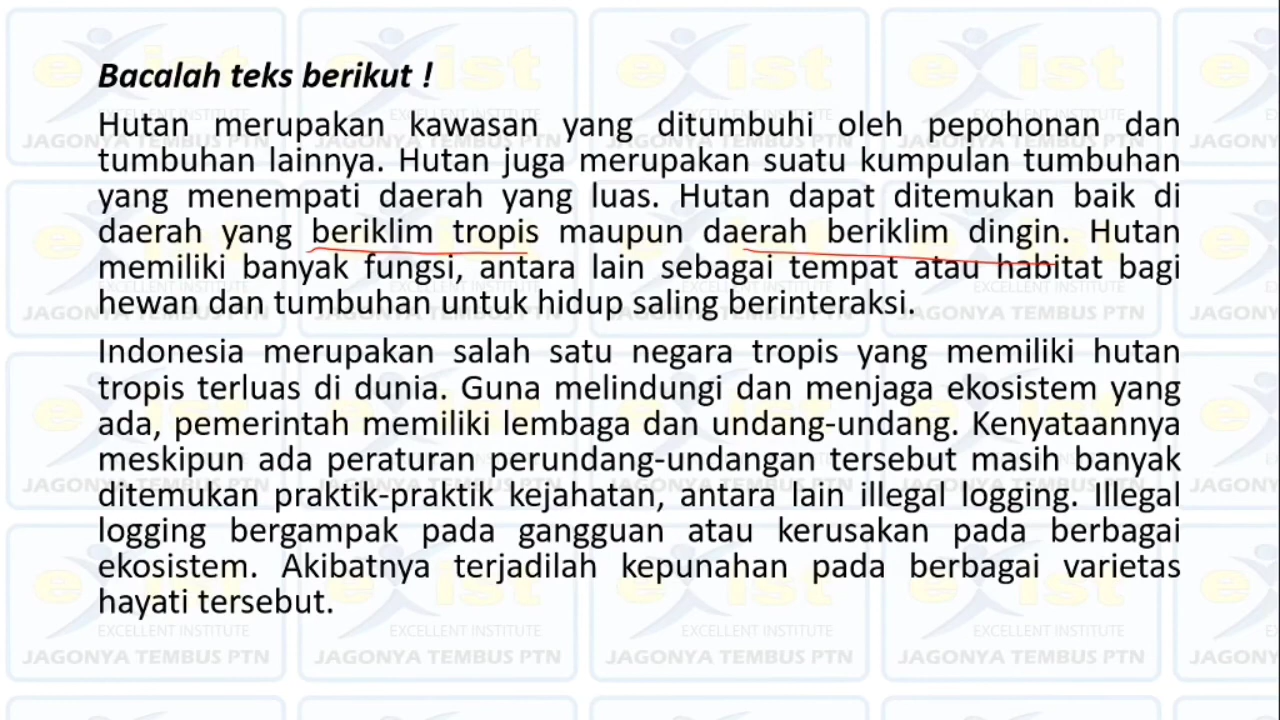 Bacalah teks berikut !
Hutan merupakan kawasan yang ditumbuhi oleh pepohonan dan
tumbuhan lainnya. Hutan juga merupakan suatu kumpulan tumbuhan
yang menempati daerah yang luas. Hutan dapat ditemukan baik di
daerah yang beriklim tropis maupun daerah beriklim dingin. Hutan
memiliki banyak fungsi, antara lain sebagai tempat atau habitat bagi
hewan dan tumbuhan untuk hidup saling berinteraksi.
Indonesia merupakan salah satu negara tropis yang memiliki hutan
tropis terluas di dunia. Guna melindungi dan menjaga ekosistem yang
ada, pemerintah memiliki lembaga dan undang-undang. Kenyataannya
meskipun ada peraturan perundang-undangan tersebut masih banyak
ditemukan praktik-praktik kejahatan, antara lain illegal logging. Illegal
logging bergampak pada gangguan atau kerusakan pada berbagai
ekosistem. Akibatnya terjadilah kepunahan pada berbagai varietas
hayati tersebut.
exist
EXCELLENT INSTITUTE
JAGONYA TEMBUS PTN